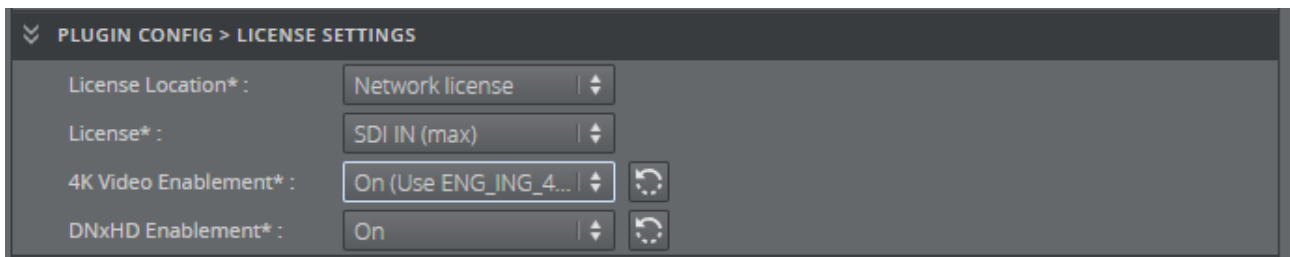 PLUGIN CONFIG > LICENSE SETTINGS
License Location* : Network license
License* : SDI IN (max)
4K Video Enablement* : On (Use ENG_ING_4...
DNxHD Enablement* : On